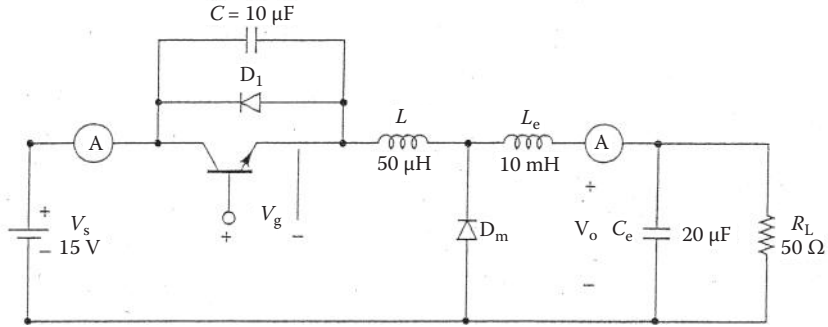 C = 10 µF
D1
A
L
50 µH
Le
10 mH
A
+
Vs
−
15 V
+
Vg
−
Dm
+
Vo
−
Ce
20 µF
RL
50 Ω